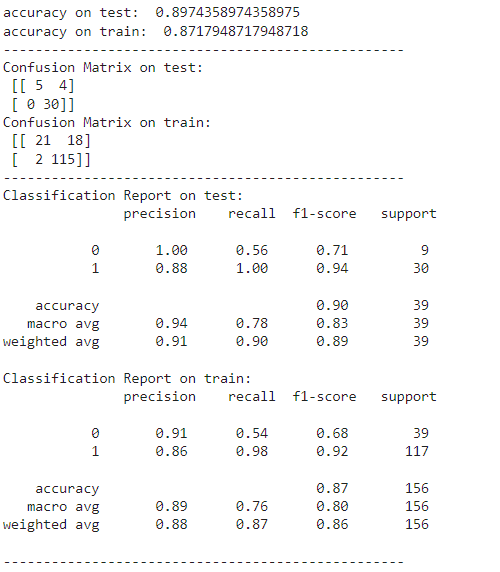 accuracy on test:  0.8974358974358975
accuracy on train:  0.8717948717948718
--------------------------------------------------
Confusion Matrix on test:
 [[ 5  4]
 [ 0 30]]
Confusion Matrix on train:
 [[ 21  18]
 [  2 115]]
--------------------------------------------------
Classification Report on test:
               precision    recall  f1-score   support

           0       1.00      0.56      0.71         9
           1       0.88      1.00      0.94        30

    accuracy                           0.90        39
   macro avg       0.94      0.78      0.83        39
weighted avg       0.91      0.90      0.89        39

Classification Report on train:
               precision    recall  f1-score   support

           0       0.91      0.54      0.68        39
           1       0.86      0.98      0.92       117

    accuracy                           0.87       156
   macro avg       0.89      0.76      0.80       156
weighted avg       0.88      0.87      0.86       156

--------------------------------------------------